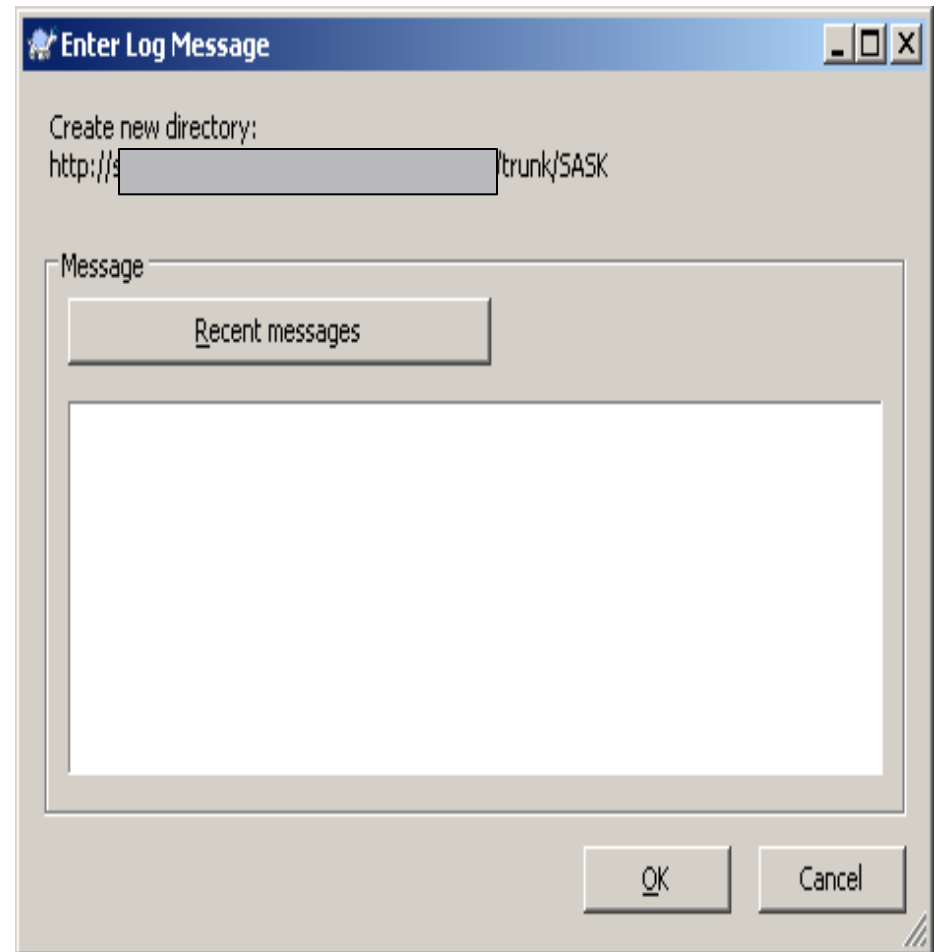 Enter Log Message
Create new directory:
http://s /trunk/SASK
Message
Recent messages
OK
Cancel